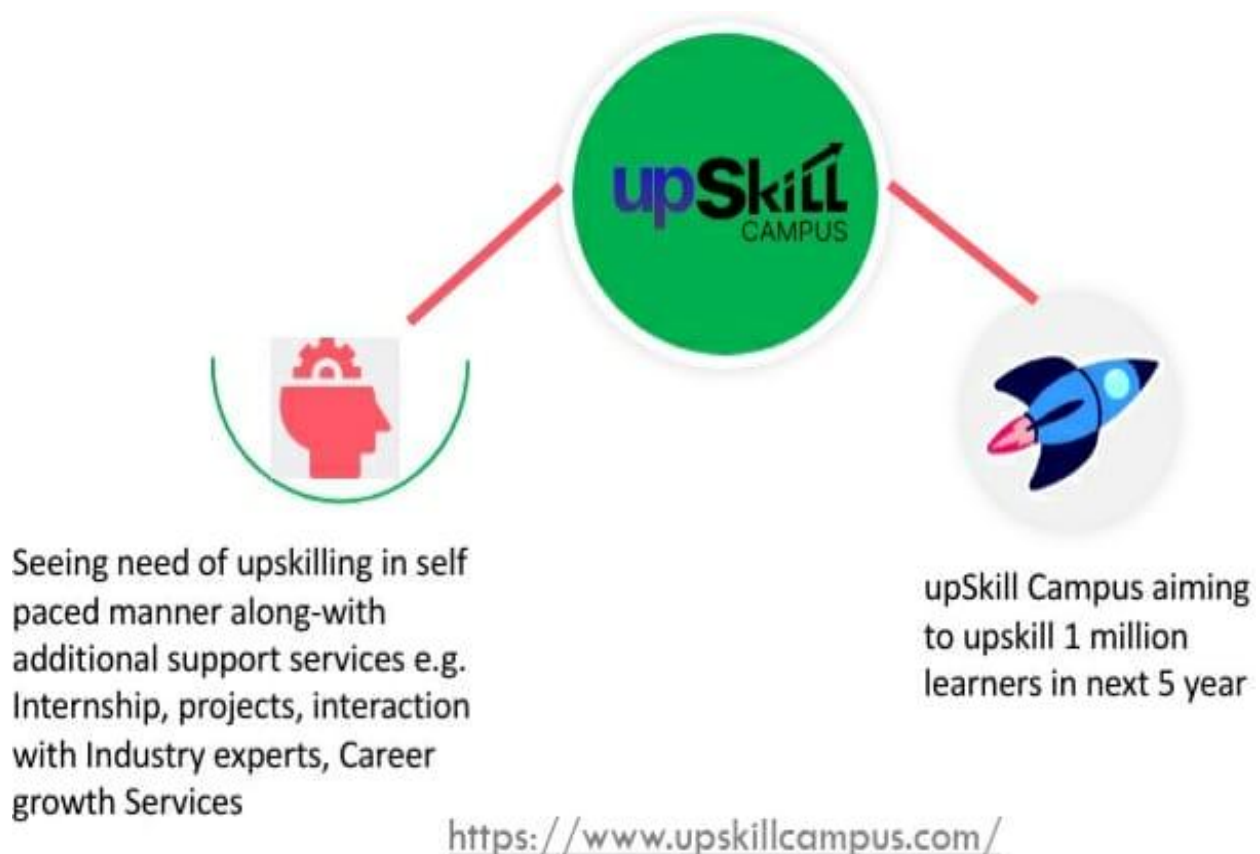 upSkill
CAMPUS
Seeing need of upskilling in self
paced manner along-with
additional support services e.g.
Internship, projects, interaction
with Industry experts, Career
growth Services
upSkill Campus aiming
to upskill 1 million
learners in next 5 year
https://www.upskillcampus.com/